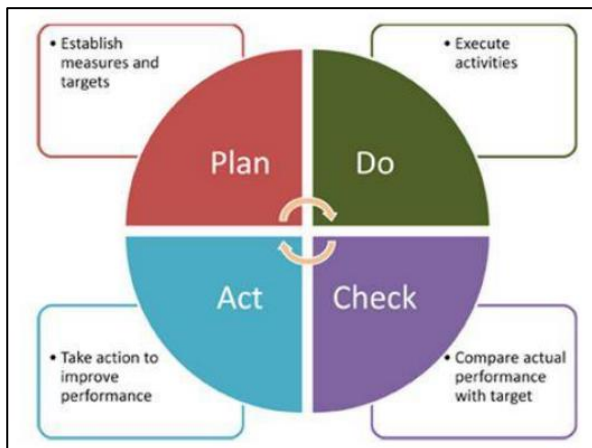 • Establish
measures and
targets
• Execute
activities
Plan
Do
Act
Check
• Take action to
improve
performance
• Compare actual
performance
with target